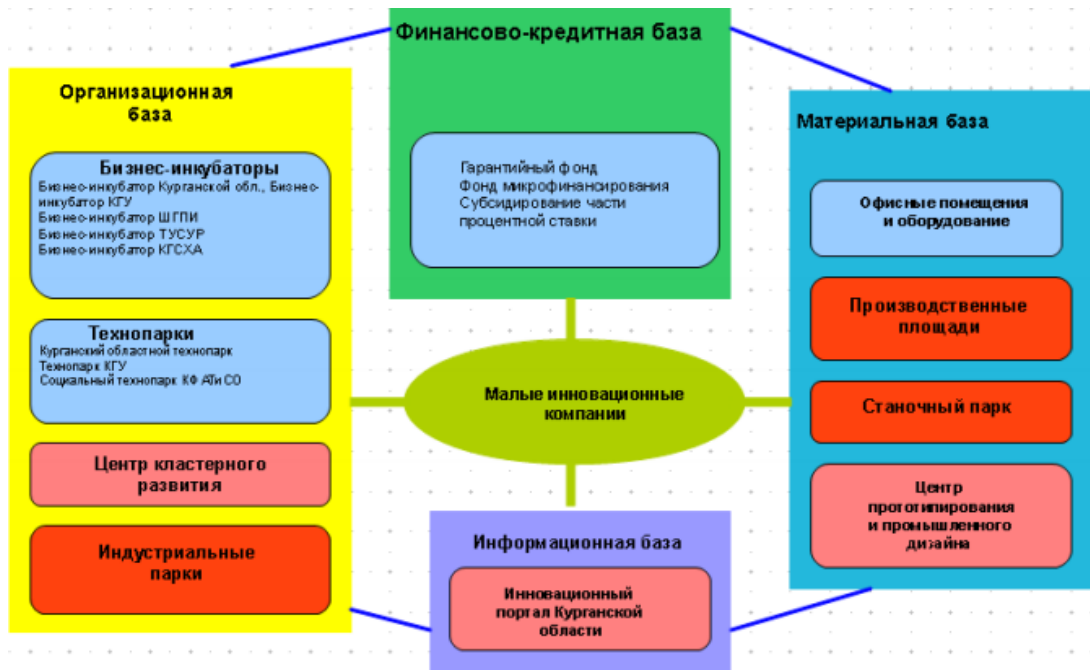 Финансово-кредитная база
Организационная
база
Бизнес-инкубаторы
Бизнес-инкубатор Курганской обл., Бизнес-
инкубатор КГУ
Бизнес-инкубатор ШГПИ
Бизнес-инкубатор ТУСУР
Бизнес-инкубатор КГСХА
Технопарки
Курганский областной технопарк
Технопарк КГУ
Социальный технопарк КФ АТиСО
Центр кластерного
развития
Индустриальные
парки
Гарантийный фонд
Фонд микрофинансирования
Субсидирование части
процентной ставки
Малые инновационные
компании
Информационная база
Инновационный
портал Курганской
области
Материальная база
Офисные помещения
и оборудование
Производственные
площади
Станочный парк
Центр
прототипирования
и промышленного
дизайна